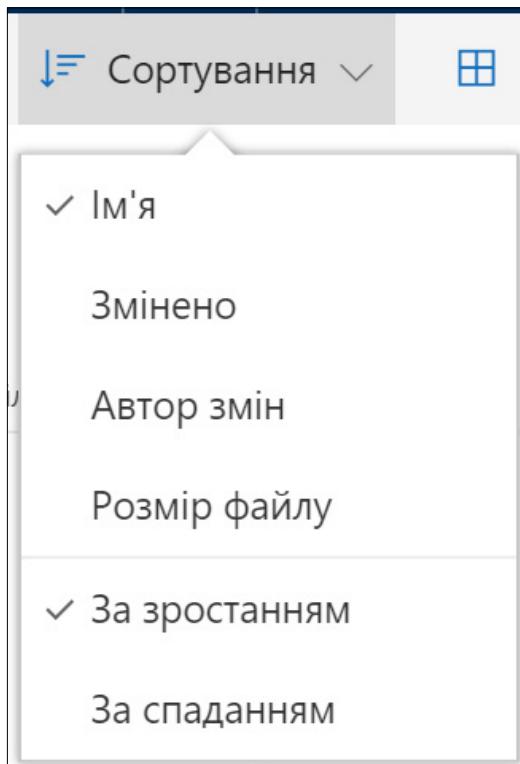 Сортування
Ім'я
Змінено
Автор змін
Розмір файлу
За зростанням
За спаданням